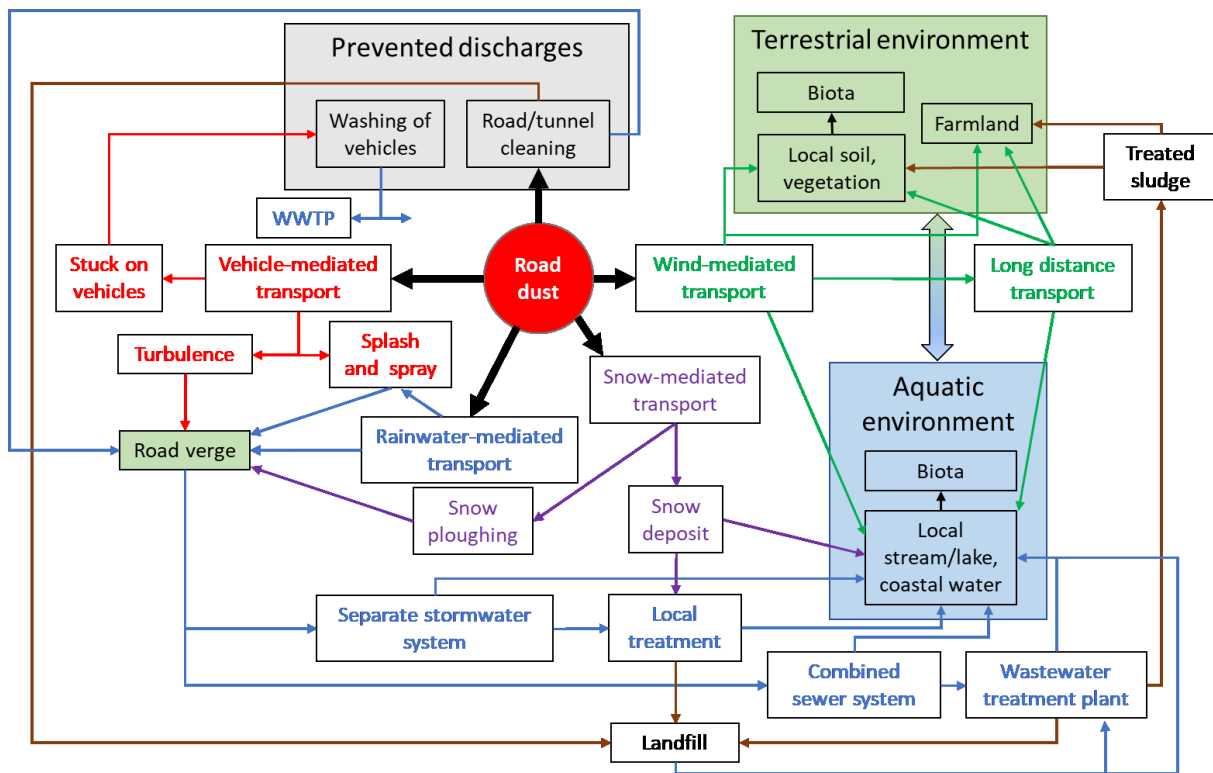 Prevented discharges
Terrestrial environment
Biota
Washing of
vehicles
Road/tunnel
cleaning
Farmland
Local soil,
vegetation
Treated
sludge
WWTP
Road
dust
Stuck on
vehicles
Vehicle-mediated
transport
Wind-mediated
transport
Long distance
transport
Turbulence
Splash
and spray
Snow-mediated
transport
Aquatic
environment
Road verge
Rainwater-mediated
transport
Biota
Snow
ploughing
Snow
deposit
Local
stream/lake,
coastal water
Separate stormwater
system
Local
treatment
Combined
sewer system
Wastewater
treatment plant
Landfill